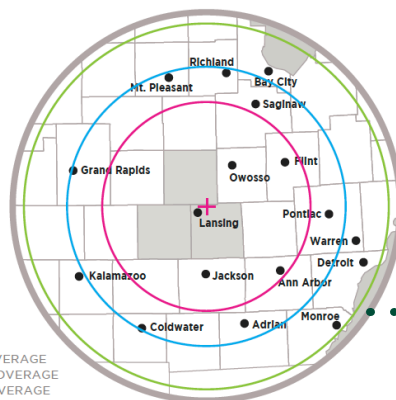 Richland
Mt. Pleasant
Bay City
Saginaw
Grand Rapids
Flint
Owosso
Lansing
Pontiac
Warren
Detroit
Kalamazoo
Jackson
Ann Arbor
Monroe
Coldwater
Adrian
VERAGE
OVERAGE
VERAGE